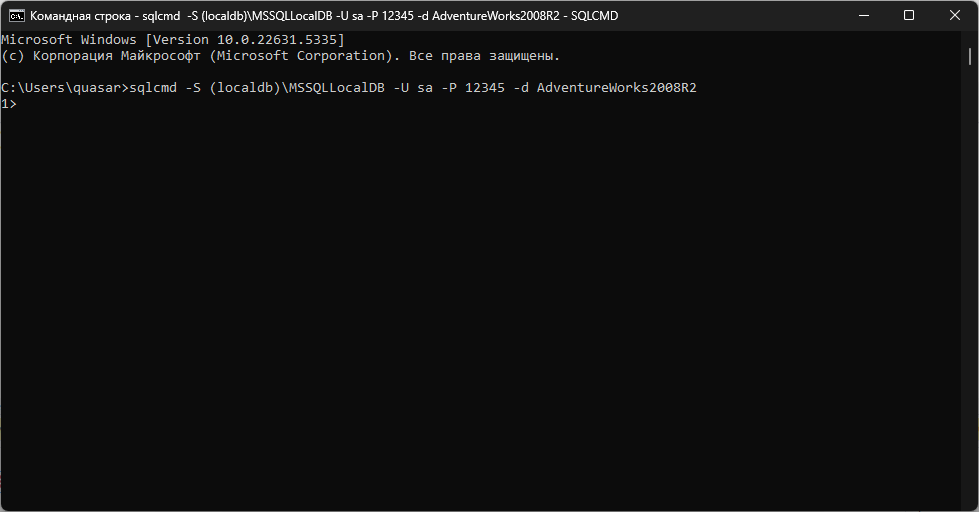 Командная строка - sqlcmd  -S (localdb)\MSSQLLocalDB -U sa -P 12345 -d AdventureWorks2008R2 - SQLCMD
Microsoft Windows [Version 10.0.22631.5335]
(c) Корпорация Майкрософт (Microsoft Corporation). Все права защищены.
C:\Users\quasar>sqlcmd -S (localdb)\MSSQLLocalDB -U sa -P 12345 -d AdventureWorks2008R2
1>